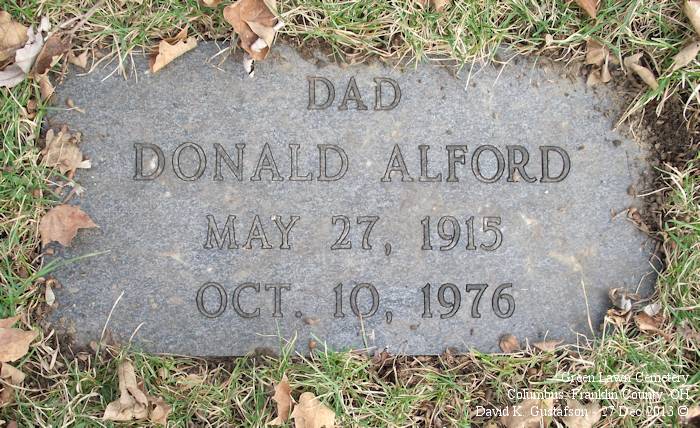 DAD
DONALD ALFORD
MAY 27, 1915
OCT. 10, 1976
Green Lawn Cemetery
Columbus, Franklin County, OH
David K. Gustafson - 27 Dec 2013 ©